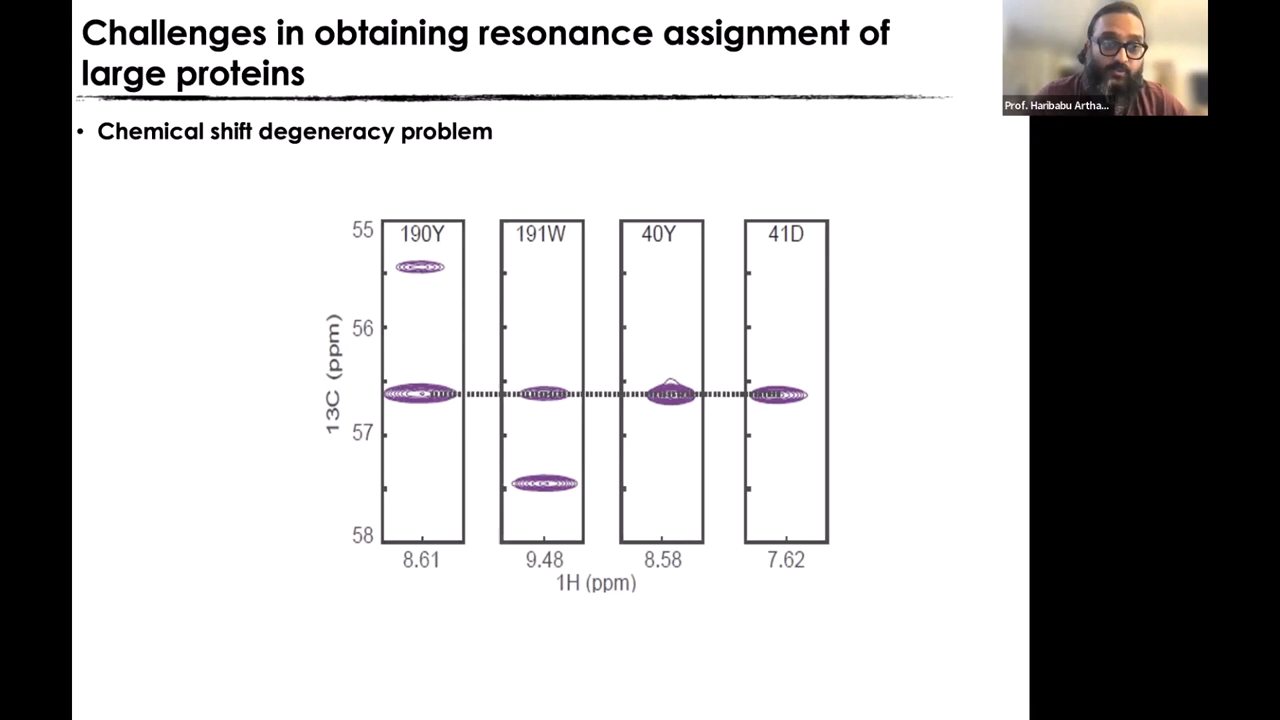 Challenges in obtaining resonance assignment of
large proteins
Prof. Haribabu Artha...
• Chemical shift degeneracy problem
55
56
57
58
13C (ppm)
190Y
191W
40Y
41D
8.61
9.48
8.58
7.62
1H (ppm)